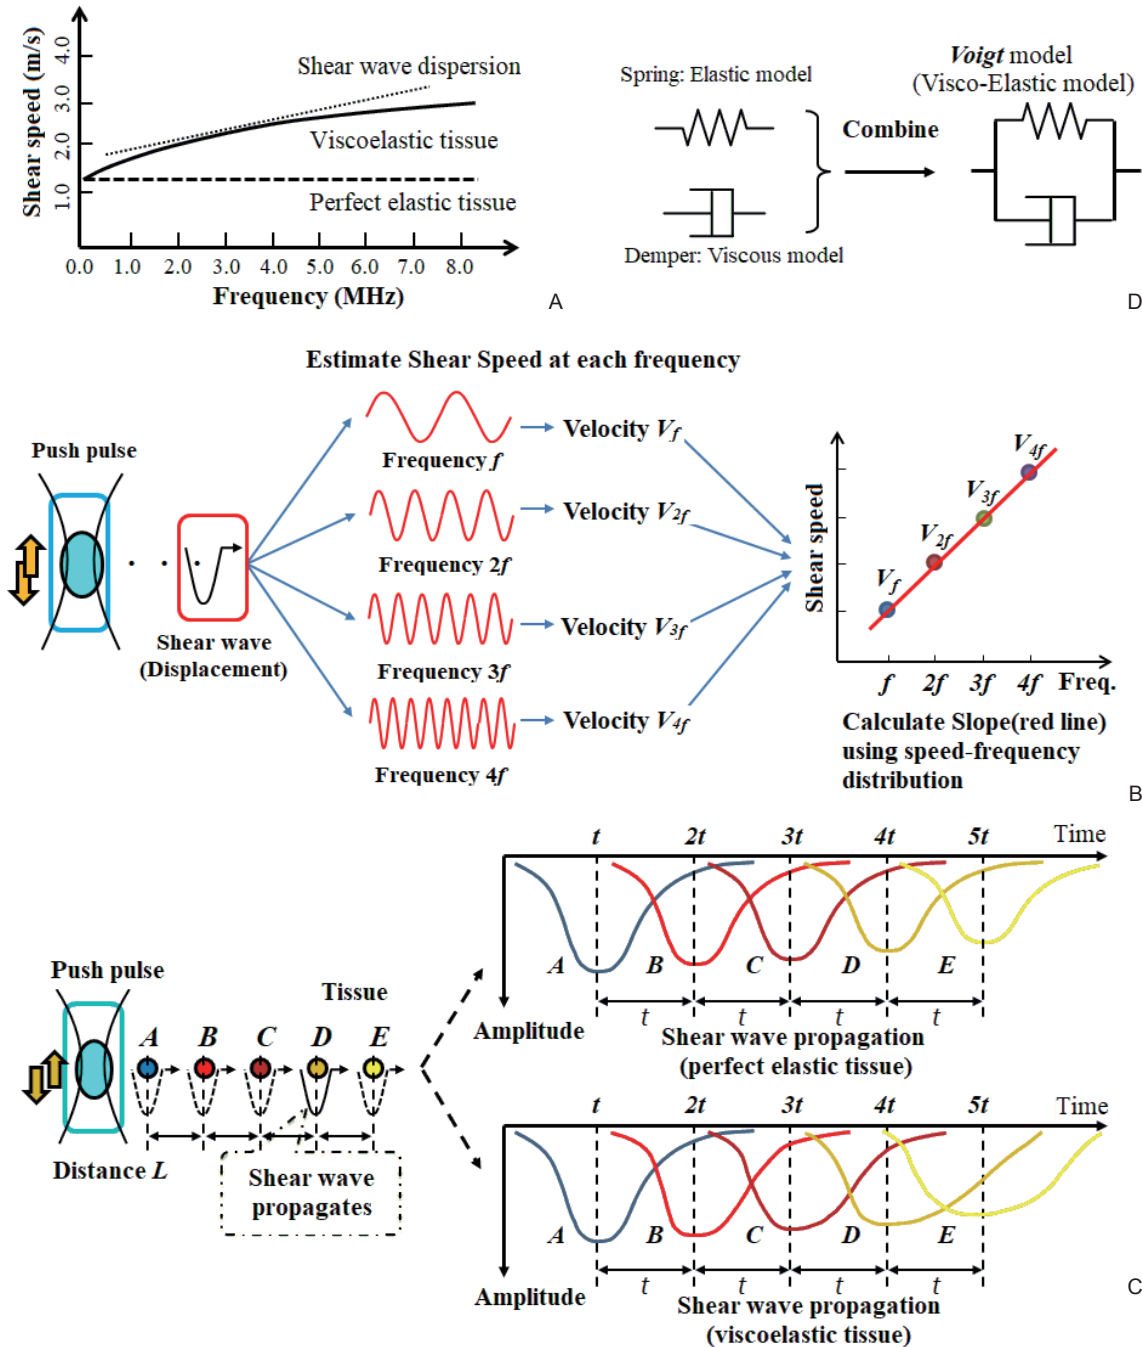 Shear speed (m/s)
4.0
3.0
2.0
1.0
Shear wave dispersion
Viscoelastic tissue
Perfect elastic tissue
0.0 1.0 2.0 3.0 4.0 5.0 6.0 7.0 8.0
Frequency (MHz)
A
Spring: Elastic model
Demper: Viscous model
Combine
Voigt model
(Visco-Elastic model)
D
Estimate Shear Speed at each frequency
Push pulse
Shear wave
(Displacement)
Frequency f
Velocity Vf
Frequency 2f
Velocity V2f
Frequency 3f
Velocity V3f
Frequency 4f
Velocity V4f
Shear speed
Vf
V2f
V3f
V4f
f 2f 3f 4f Freq.
Calculate Slope(red line)
using speed-frequency
distribution
B
Push pulse
Tissue
A B C D E
Distance L
Shear wave
propagates
t 2t 3t 4t 5t Time
A B C D E
t t t t
Amplitude
Shear wave propagation
(perfect elastic tissue)
t 2t 3t 4t 5t Time
A B C D E
t t t t
Amplitude
Shear wave propagation
(viscoelastic tissue)
C